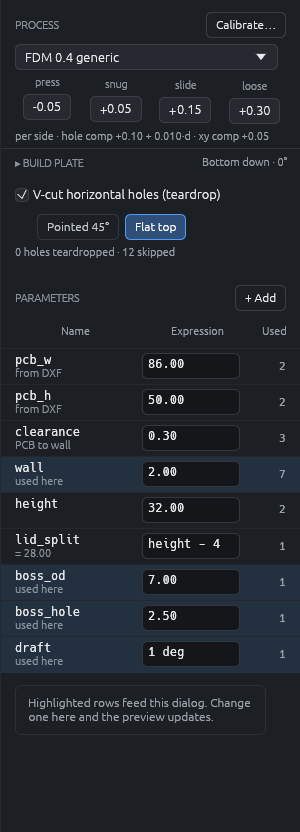 PROCESS
Calibrate...
FDM 0.4 generic
press snug slide loose
-0.05 +0.05 +0.15 +0.30
per side · hole comp +0.10 + 0.010·d · xy comp +0.05
▸ BUILD PLATE Bottom down · 0°
V-cut horizontal holes (teardrop)
Pointed 45° Flat top
0 holes teardropped · 12 skipped
PARAMETERS + Add
Name Expression Used
pcb_w 86.00 2
from DXF
pcb_h 50.00 2
from DXF
clearance 0.30 3
PCB to wall
wall 2.00 7
used here
height 32.00 2
lid_split height - 4 1
= 28.00
boss_od 7.00 1
used here
boss_hole 2.50 1
used here
draft 1 deg 1
used here
Highlighted rows feed this dialog. Change
one here and the preview updates.